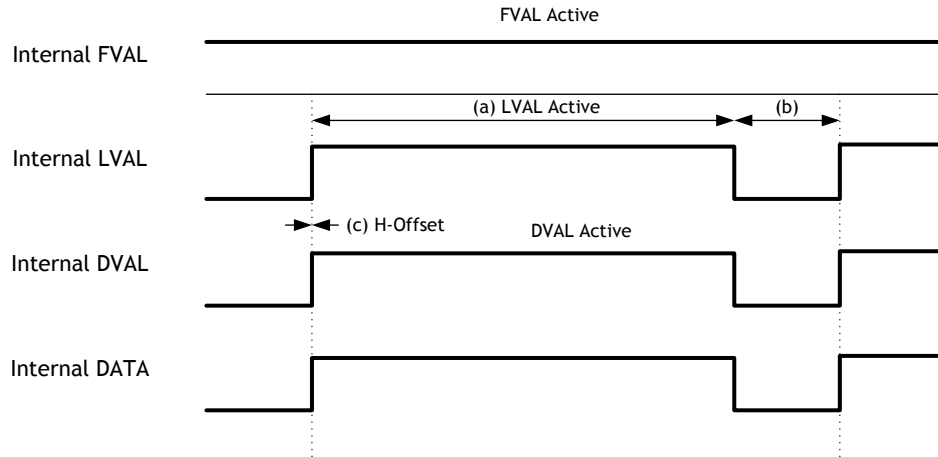 FVAL Active
Internal FVAL
(a) LVAL Active
(b)
Internal LVAL
(c) H-Offset
DVAL Active
Internal DVAL
Internal DATA